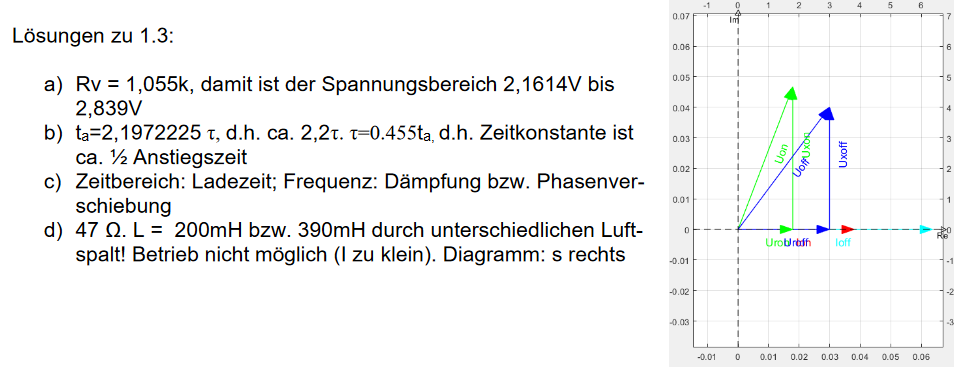 Lösungen zu 1.3:
a) Rv = 1,055k, damit ist der Spannungsbereich 2,1614V bis
2,839V
b) ta=2,1972225 τ, d.h. ca. 2,2τ. τ=0.455ta, d.h. Zeitkonstante ist
ca. ½ Anstiegszeit
c) Zeitbereich: Ladezeit; Frequenz: Dämpfung bzw. Phasenver-
schiebung
d) 47 Ω. L = 200mH bzw. 390mH durch unterschiedlichen Luft-
spalt! Betrieb nicht möglich (I zu klein). Diagramm: s rechts
-1 0 1 2 3 4 5 6
Im
0.07 7
0.06 6
0.05 5
0.04 4
0.03 3
0.02 2
0.01 1
0 0
Re
-0.01 -1
-0.02 -2
-0.03 -3
Uon
Uxon
Uoff
Uxoff
Uron
Uroff
Ion
Ioff
-0.01 0 0.01 0.02 0.03 0.04 0.05 0.06